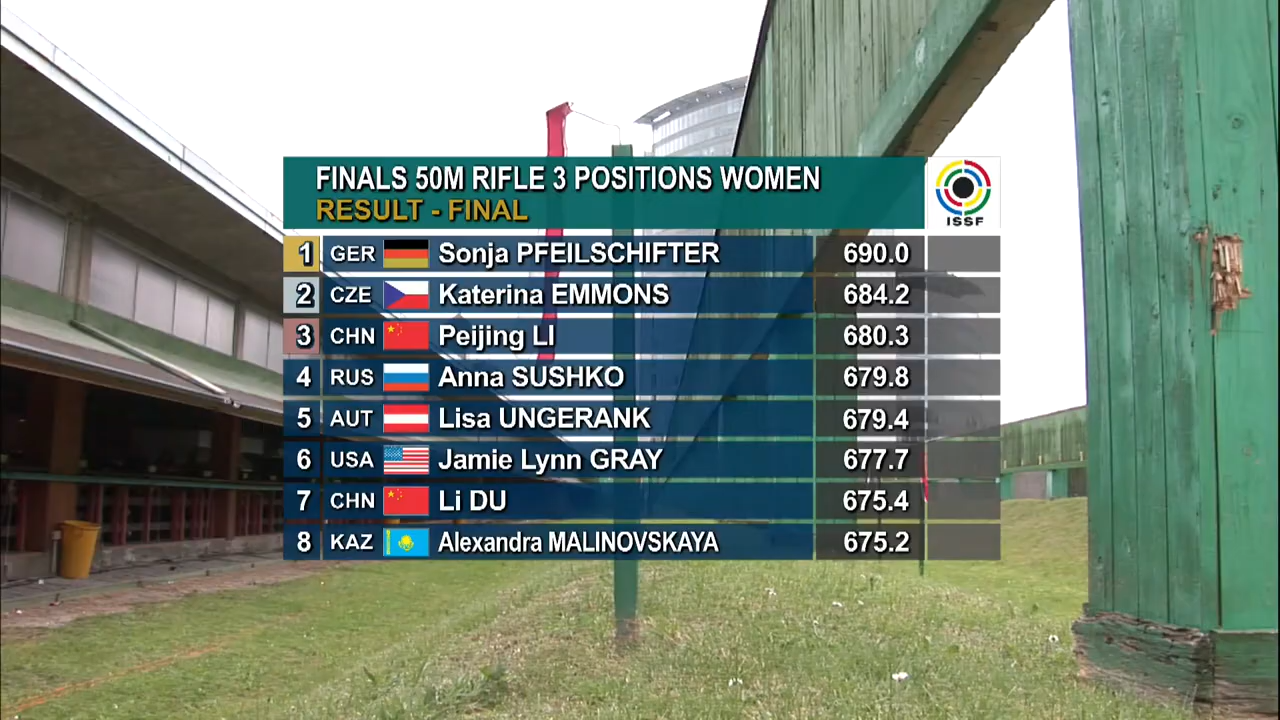 FINALS 50M RIFLE 3 POSITIONS WOMEN
RESULT - FINAL
ISSF
1 GER Sonja PFEILSCHIFTER 690.0
2 CZE Katerina EMMONS 684.2
3 CHN Peijing LI 680.3
4 RUS Anna SUSHKO 679.8
5 AUT Lisa UNGERANK 679.4
6 USA Jamie Lynn GRAY 677.7
7 CHN Li DU 675.4
8 KAZ Alexandra MALINOVSKAYA 675.2